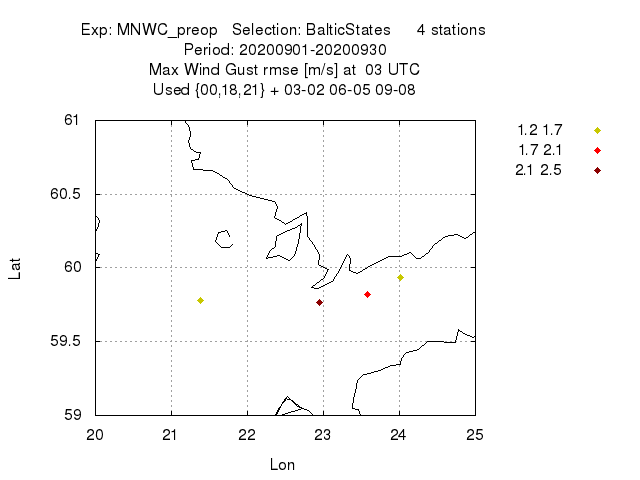 Exp: MNWC_preop Selection: BalticStates 4 stations
Period: 20200901-20200930
Max Wind Gust rmse [m/s] at 03 UTC
Used {00,18,21} + 03-02 06-05 09-08
1.2 1.7
1.7 2.1
2.1 2.5
61
60.5
60
59.5
59
Lat
20 21 22 23 24 25
Lon